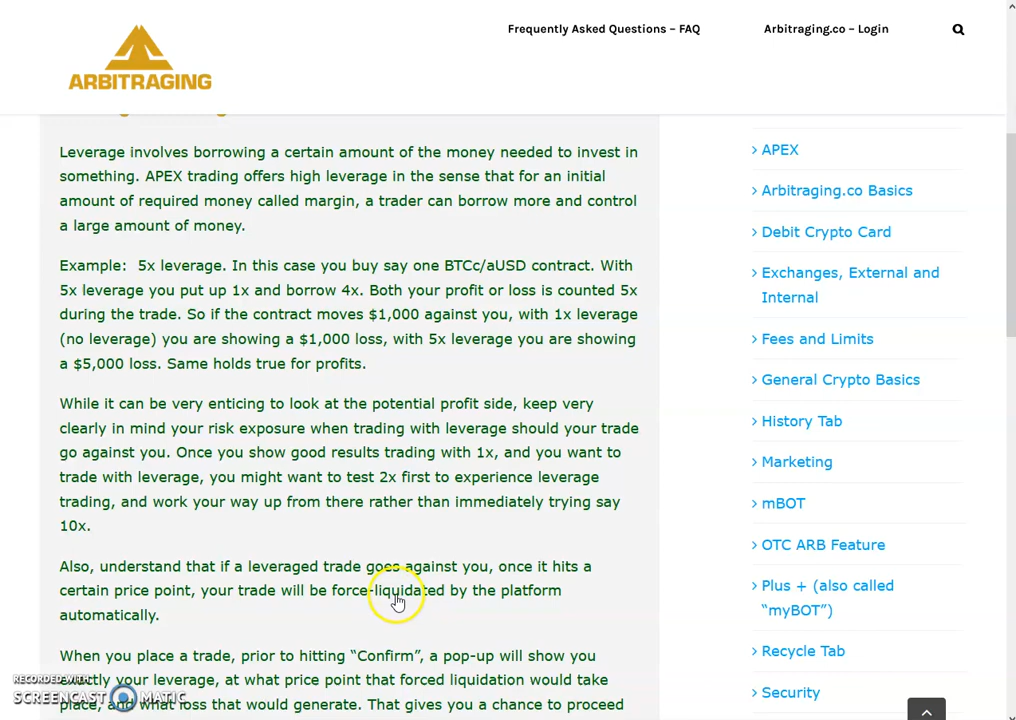 Frequently Asked Questions – FAQ
Arbitraging.co – Login
ARBITRAGING
Leverage involves borrowing a certain amount of the money needed to invest in
something. APEX trading offers high leverage in the sense that for an initial
amount of required money called margin, a trader can borrow more and control
a large amount of money.
Example:  5x leverage. In this case you buy say one BTCc/aUSD contract. With
5x leverage you put up 1x and borrow 4x. Both your profit or loss is counted 5x
during the trade. So if the contract moves $1,000 against you, with 1x leverage
(no leverage) you are showing a $1,000 loss, with 5x leverage you are showing
a $5,000 loss. Same holds true for profits.
While it can be very enticing to look at the potential profit side, keep very
clearly in mind your risk exposure when trading with leverage should your trade
go against you. Once you show good results trading with 1x, and you want to
trade with leverage, you might want to test 2x first to experience leverage
trading, and work your way up from there rather than immediately trying say
10x.
Also, understand that if a leveraged trade goes against you, once it hits a
certain price point, your trade will be force-liquidated by the platform
automatically.
When you place a trade, prior to hitting “Confirm”, a pop-up will show you
exactly your leverage, at what price point that forced liquidation would take
place, and what loss that would generate. That gives you a chance to proceed
APEX
Arbitraging.co Basics
Debit Crypto Card
Exchanges, External and
Internal
Fees and Limits
General Crypto Basics
History Tab
Marketing
mBOT
OTC ARB Feature
Plus + (also called
“myBOT”)
Recycle Tab
Security
RECORDED WITH
SCREENCAST MATIC